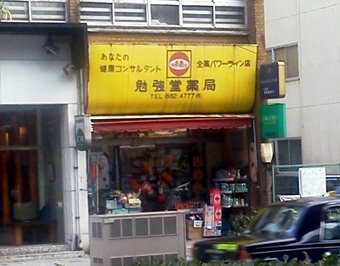 あなたの
健康コンサルタント
全薬パワーライン店
勉強堂薬局
TEL 882-4777㈹